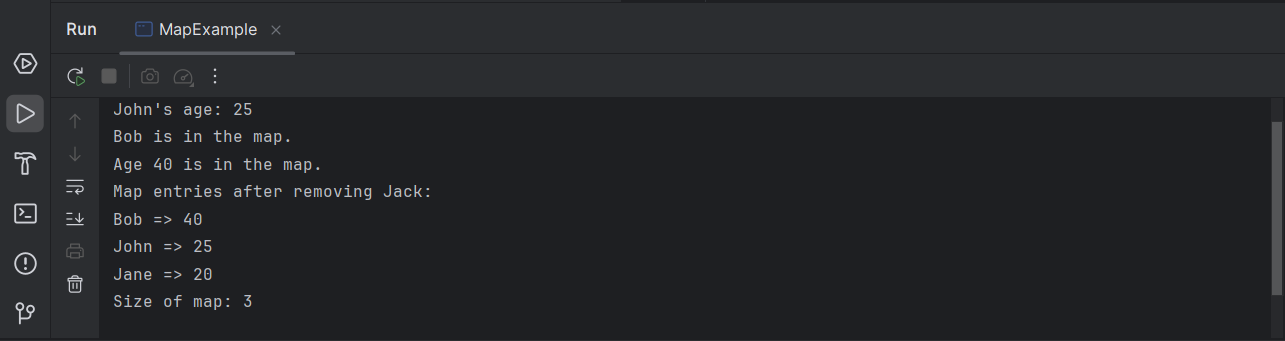 Run MapExample
John's age: 25
Bob is in the map.
Age 40 is in the map.
Map entries after removing Jack:
Bob => 40
John => 25
Jane => 20
Size of map: 3